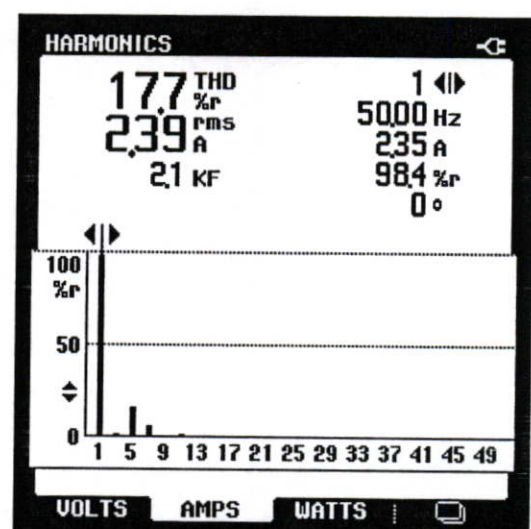 HARMONICS
17.7 THD %r
2.39 rms A
2.1 KF
1
50.00 Hz
2.35 A
98.4 %r
0 °
100
%r
50
0
1 5 9 13 17 21 25 29 33 37 41 45 49
VOLTS AMPS WATTS